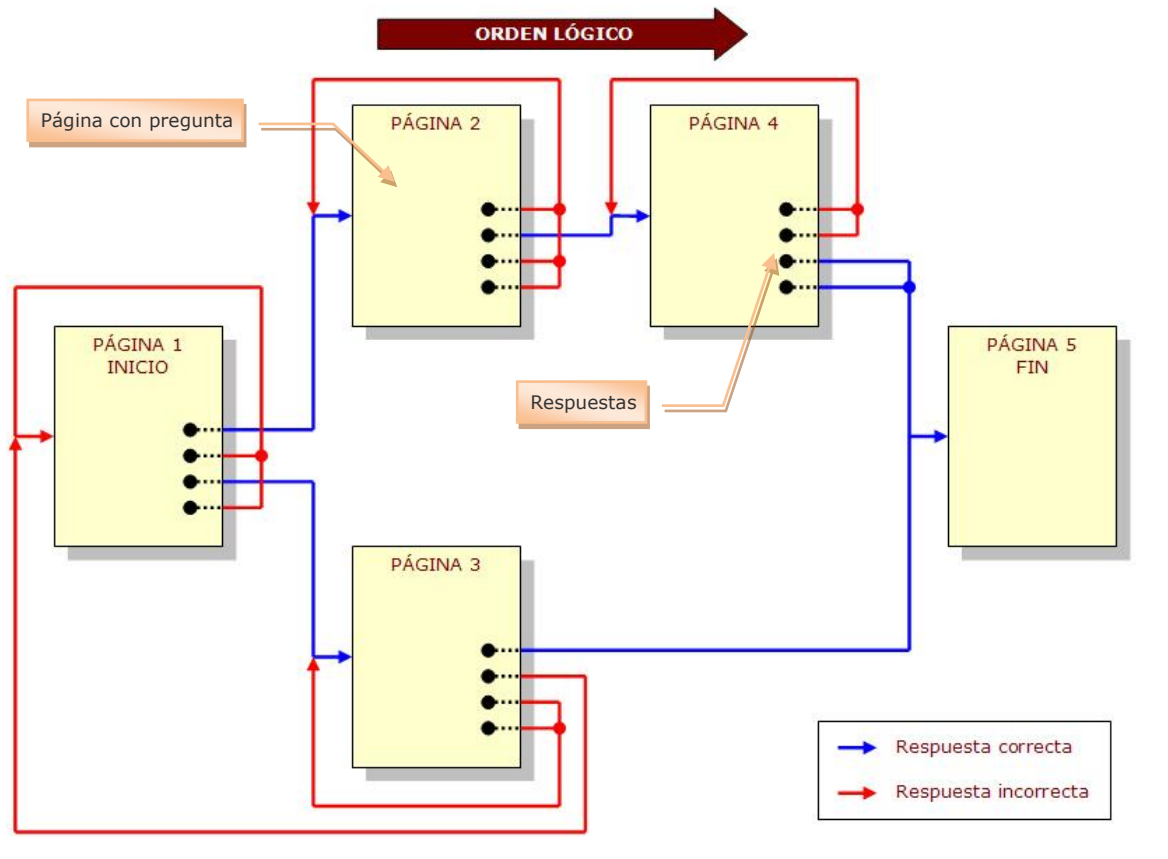 ORDEN LÓGICO
Página con pregunta
PÁGINA 2
PÁGINA 4
PÁGINA 1
INICIO
PÁGINA 5
FIN
Respuestas
PÁGINA 3
Respuesta correcta
Respuesta incorrecta